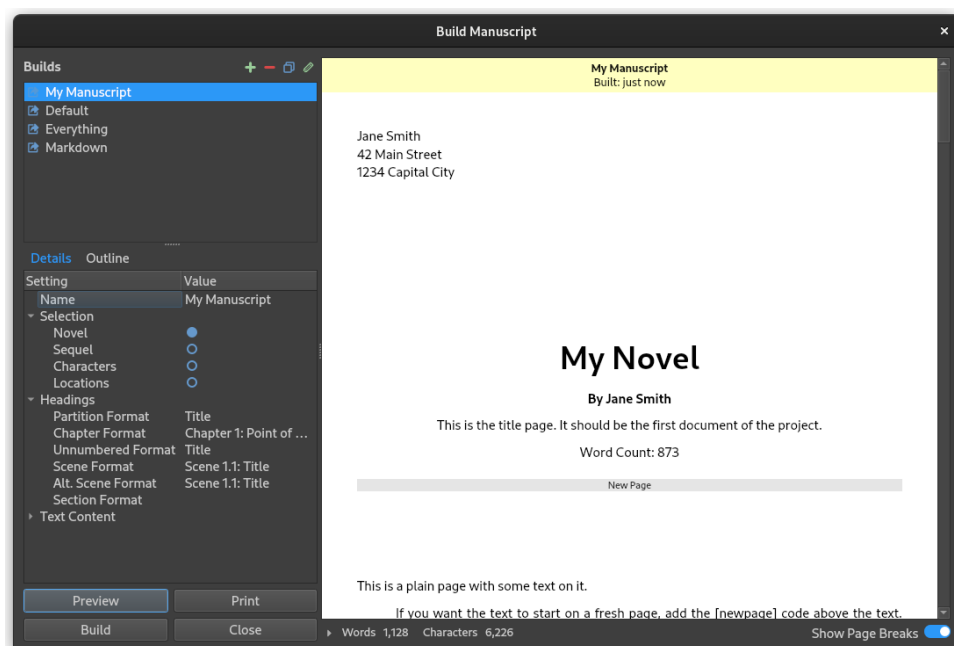 Build Manuscript
Builds
My Manuscript
Default
Everything
Markdown
Details Outline
Setting Value
Name My Manuscript
Selection
Novel
Sequel
Characters
Locations
Headings
Partition Format Title
Chapter Format Chapter 1: Point of ...
Unnumbered Format Title
Scene Format Scene 1.1: Title
Alt. Scene Format Scene 1.1: Title
Section Format
Text Content
Preview Print
Build Close
My Manuscript
Built: just now
Jane Smith
42 Main Street
1234 Capital City
My Novel
By Jane Smith
This is the title page. It should be the first document of the project.
Word Count: 873
New Page
This is a plain page with some text on it.
If you want the text to start on a fresh page, add the [newpage] code above the text.
Words 1,128 Characters 6,226
Show Page Breaks